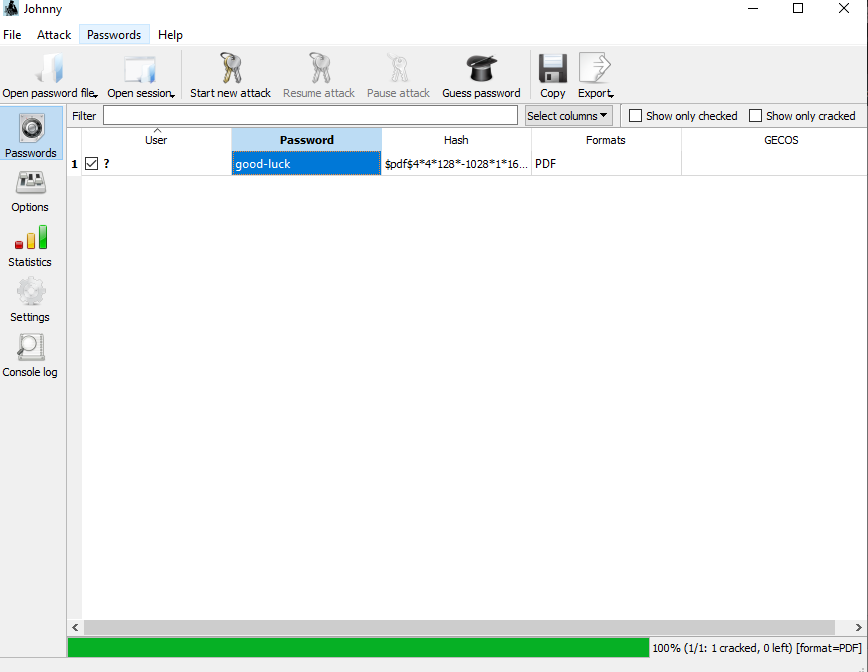 Johnny
File Attack Passwords Help
Open password file Open session Start new attack Resume attack Pause attack Guess password Copy Export
Filter Select columns Show only checked Show only cracked
Passwords
Options
Statistics
Settings
Console log
User Password Hash Formats GECOS
1 ? good-luck $pdf$4*4*128*-1028*1*16... PDF
100% (1/1: 1 cracked, 0 left) [format=PDF]